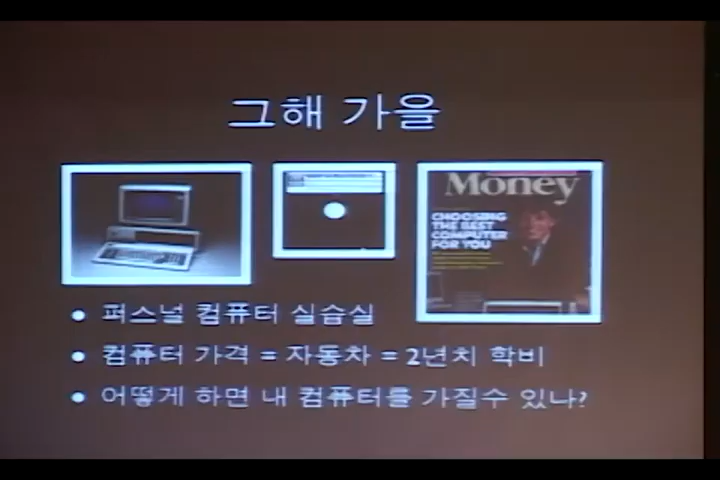 그해 가을
Money
CHOOSING
THE BEST
COMPUTER
FOR YOU
• 퍼스널 컴퓨터 실습실
• 컴퓨터 가격 = 자동차 = 2년치 학비
• 어떻게 하면 내 컴퓨터를 가질수 있나?